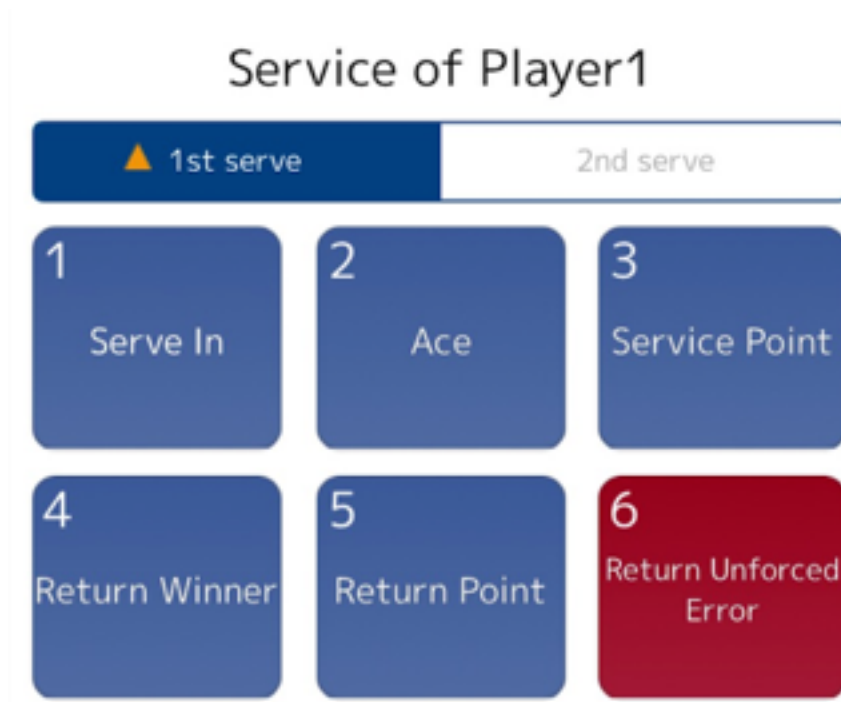 Service of Player1
1st serve
2nd serve
1
Serve In
2
Ace
3
Service Point
4
Return Winner
5
Return Point
6
Return Unforced
Error